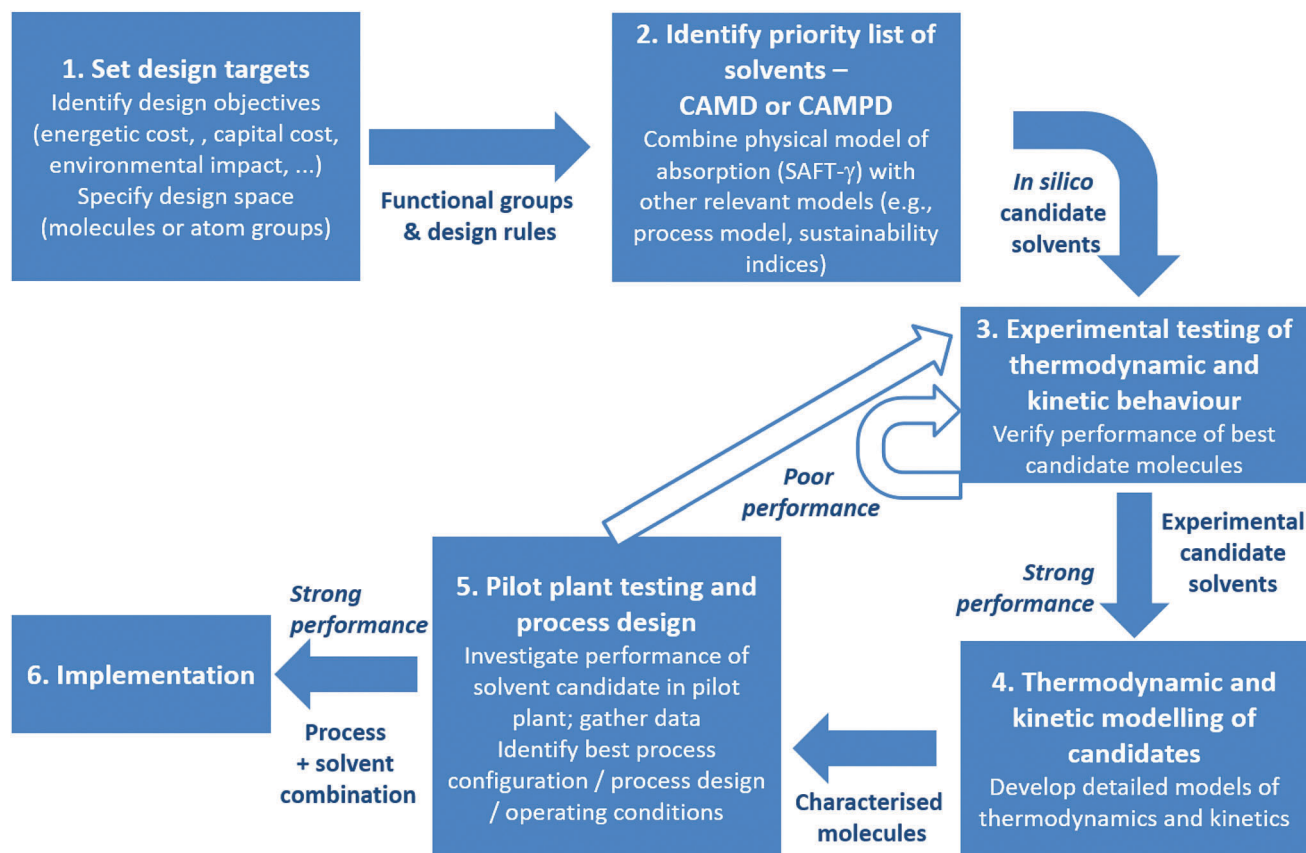 1. Set design targets
Identify design objectives
(energetic cost, , capital cost,
environmental impact, ...)
Specify design space
(molecules or atom groups)
Functional groups
& design rules
2. Identify priority list of
solvents –
CAMD or CAMPD
Combine physical model of
absorption (SAFT-γ) with
other relevant models (e.g.,
process model, sustainability
indices)
In silico
candidate
solvents
3. Experimental testing of
thermodynamic and
kinetic behaviour
Verify performance of best
candidate molecules
Poor
performance
Experimental
candidate
solvents
Strong
performance
4. Thermodynamic and
kinetic modelling of
candidates
Develop detailed models of
thermodynamics and kinetics
Characterised
molecules
5. Pilot plant testing and
process design
Investigate performance of
solvent candidate in pilot
plant; gather data
Identify best process
configuration / process design
/ operating conditions
Strong
performance
Process
+ solvent
combination
6. Implementation